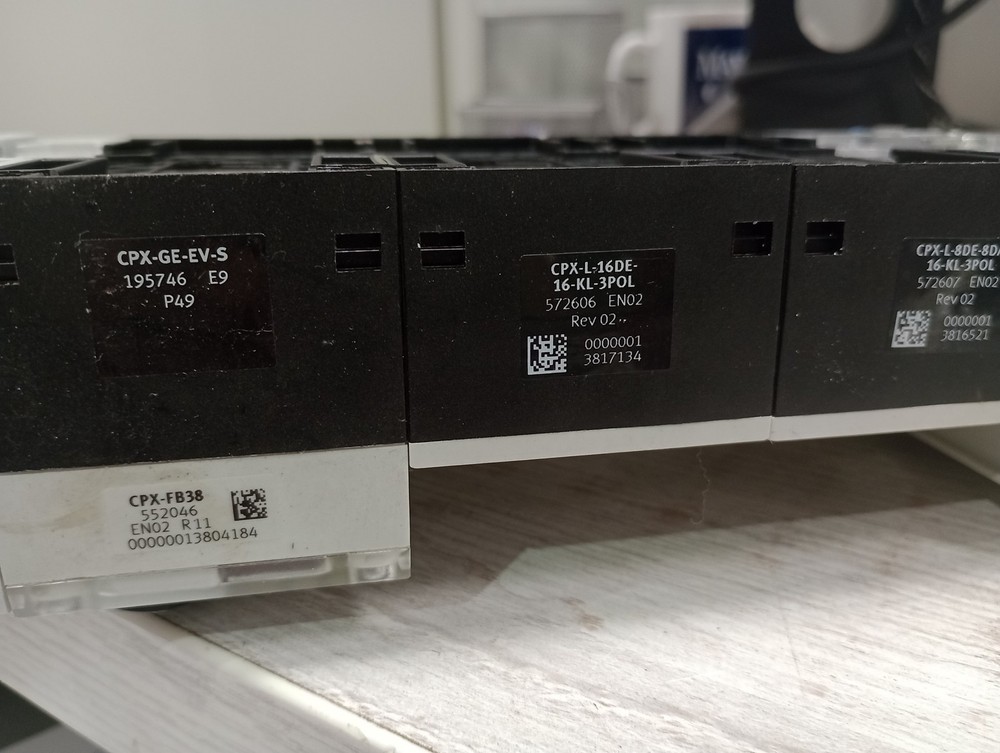 CPX-GE-EV-S
195746 E9
P49
CPX-FB38
552046
EN02 R11
00000013804184
CPX-L-16DE-
16-KL-3POL
572606 EN02
Rev 02
0000001
3817134
CPX-L-8DE-8DA
16-KL-3POL
572607 EN02
Rev 02
0000001
3816521